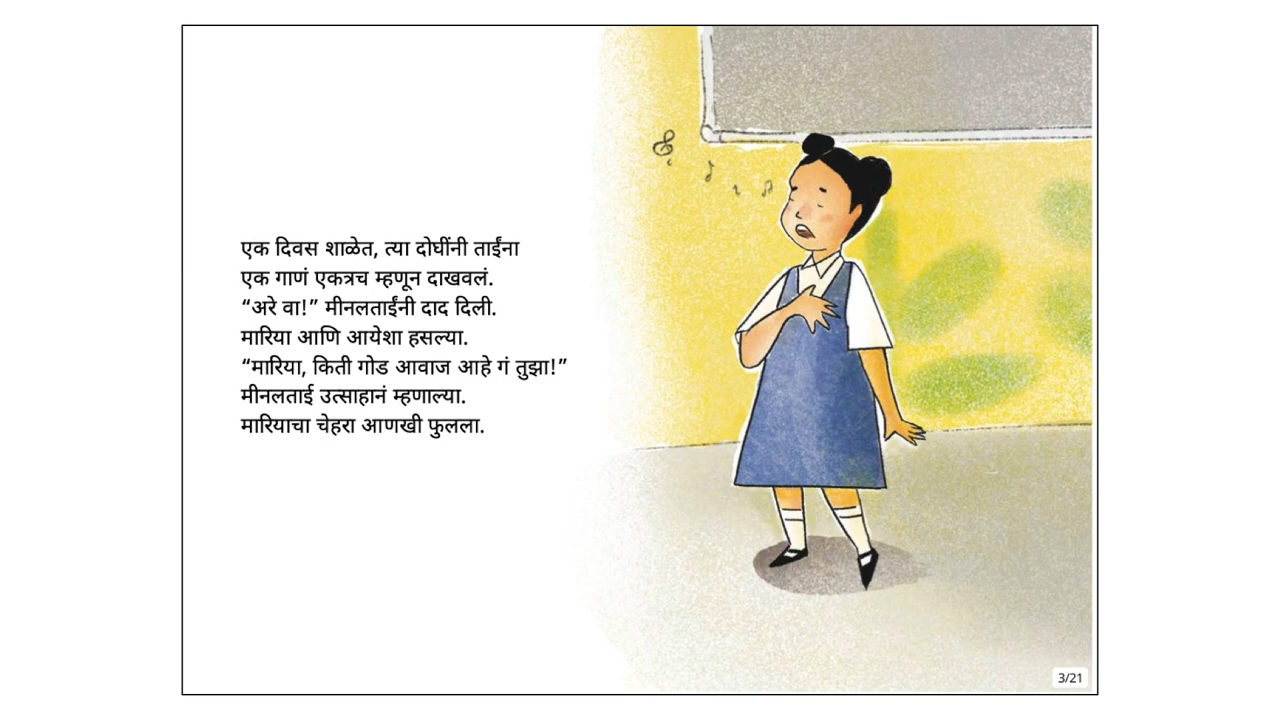 एक दिवस शाळेत, त्या दोघींनी ताईंना
एक गाणं एकत्रच म्हणून दाखवलं.
“अरे वा!” मीनलताईंनी दाद दिली.
मारिया आणि आयेशा हसल्या.
“मारिया, किती गोड आवाज आहे गं तुझा!”
मीनलताई उत्साहानं म्हणाल्या.
मारियाचा चेहरा आणखी फुलला.
3/21